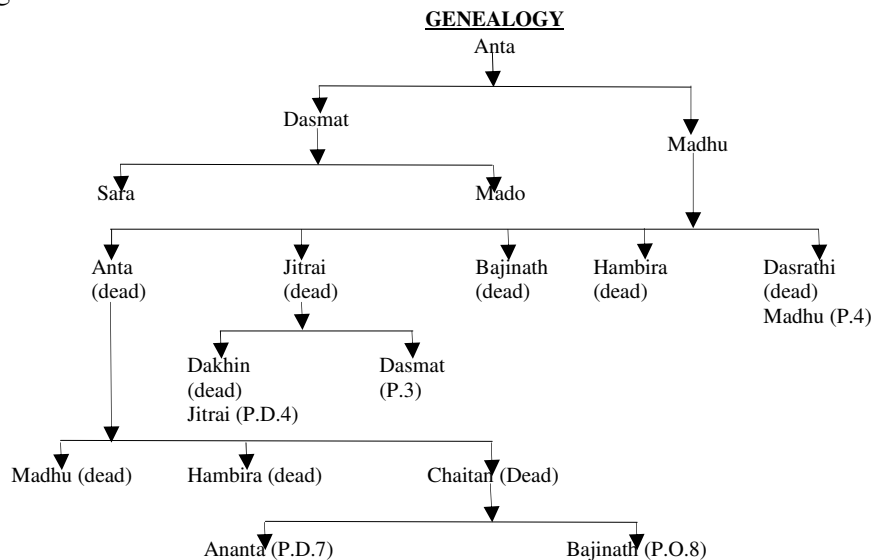 GENEALOGY
Anta
Dasmat
Madhu
Sara
Mado
Anta
(dead)
Jitrai
(dead)
Bajinath
(dead)
Hambira
(dead)
Dasrathi
(dead)
Madhu (P.4)
Dakhin
(dead)
Jitrai (P.D.4)
Dasmat
(P.3)
Madhu (dead)
Hambira (dead)
Chaitan (Dead)
Ananta (P.D.7)
Bajinath (P.O.8)